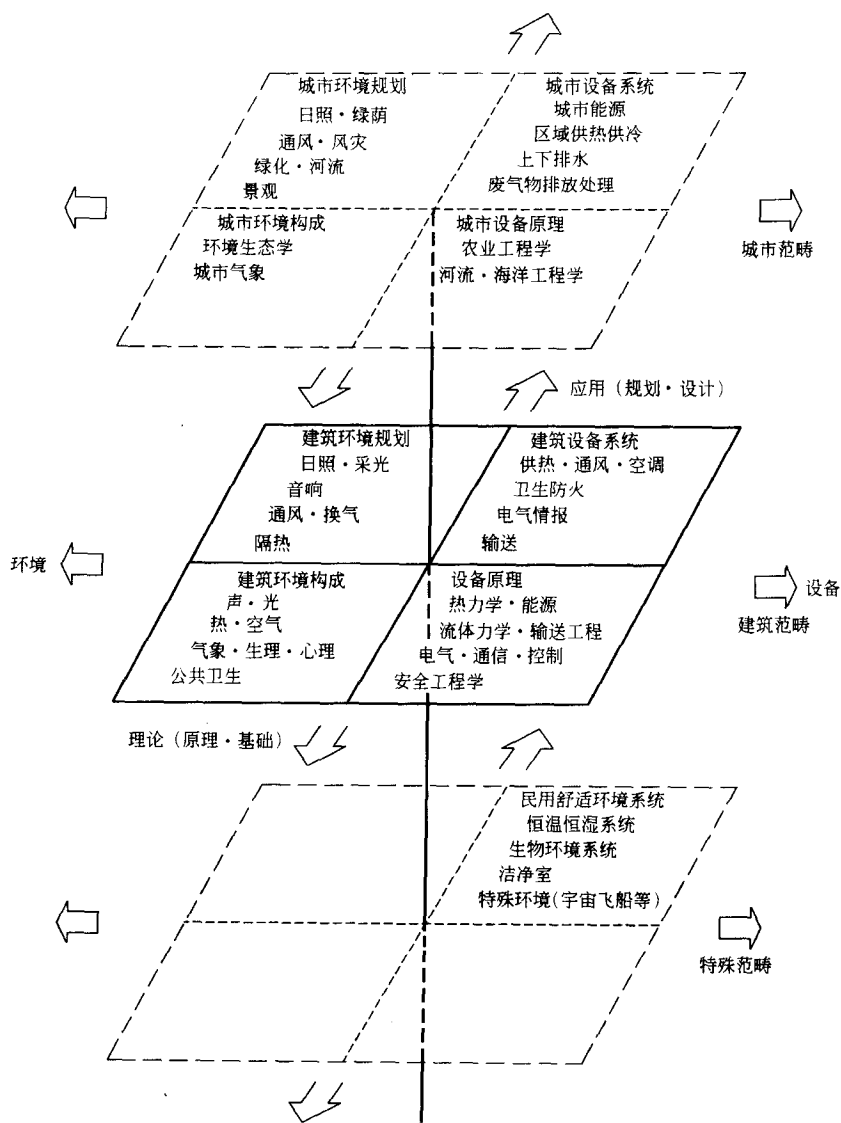 城市环境规划
日照·绿荫
通风·风灾
绿化·河流
景观
城市设备系统
城市能源
区域供热供冷
上下排水
废气物排放处理
城市环境构成
环境生态学
城市气象
城市设备原理
农业工程学
河流·海洋工程学
城市范畴
应用（规划·设计）
建筑环境规划
日照·采光
音响
通风·换气
隔热
建筑设备系统
供热·通风·空调
卫生防火
电气情报
输送
环境
建筑环境构成
声·光
热·空气
气象·生理·心理
公共卫生
设备原理
热力学·能源
流体力学·输送工程
电气·通信·控制
安全工程学
设备
建筑范畴
理论（原理·基础）
民用舒适环境系统
恒温恒湿系统
生物环境系统
洁净室
特殊环境(宇宙飞船等)
特殊范畴